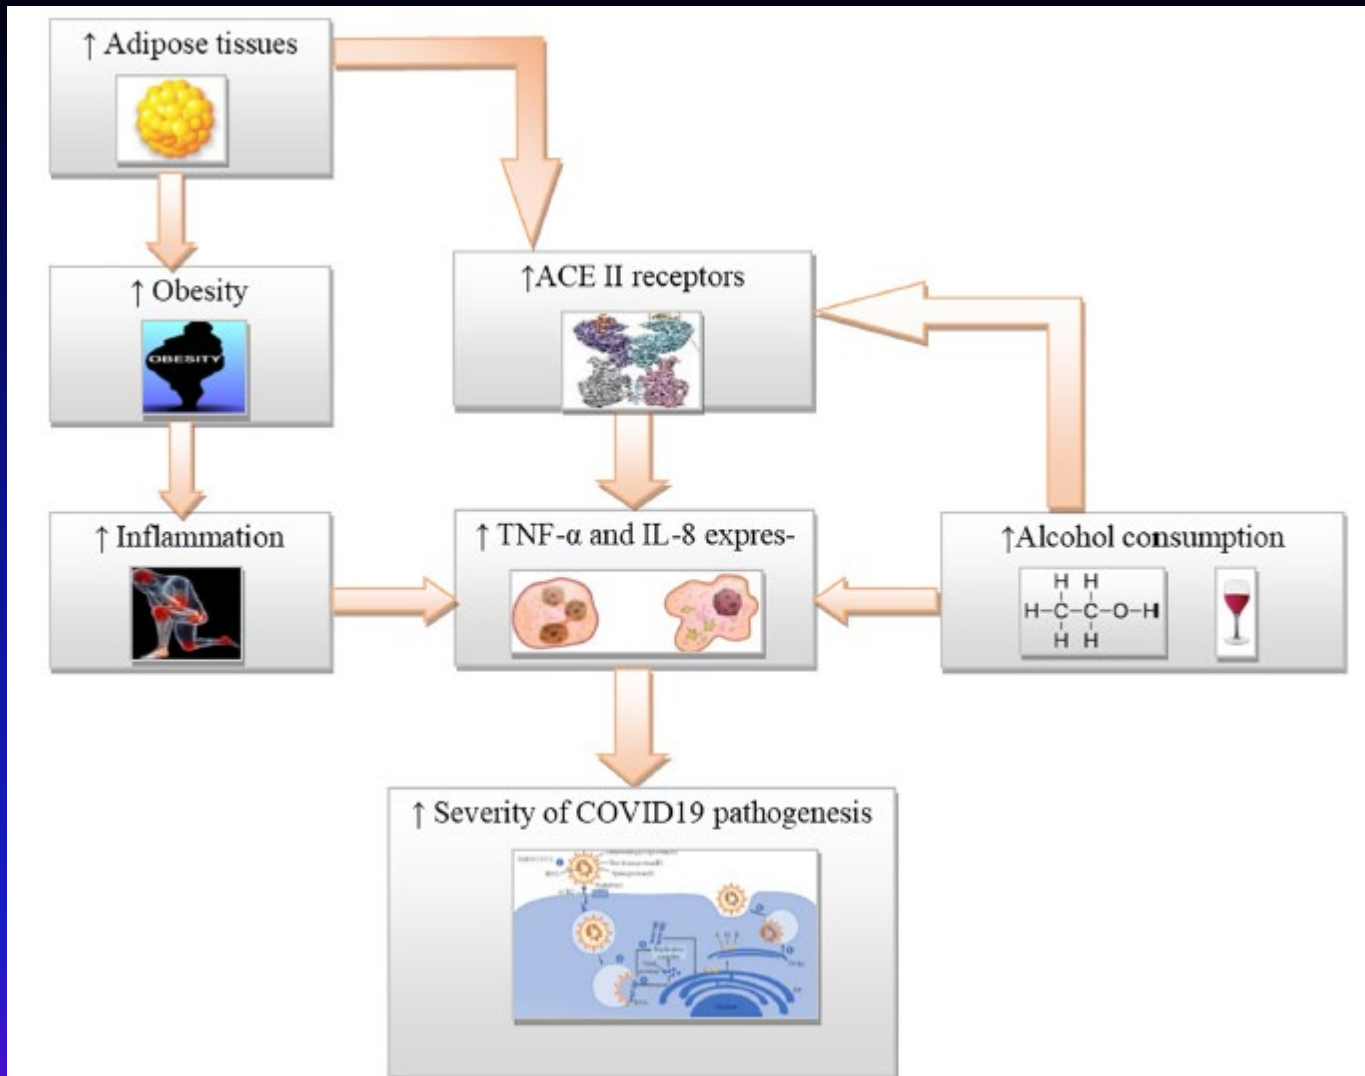 ↑ Adipose tissues
↑ Obesity
OBESITY
↑ACE II receptors
↑ Inflammation
↑ TNF-α and IL-8 expres-
↑Alcohol consumption
H H
H-C-C-O-H
H H
↑ Severity of COVID19 pathogenesis